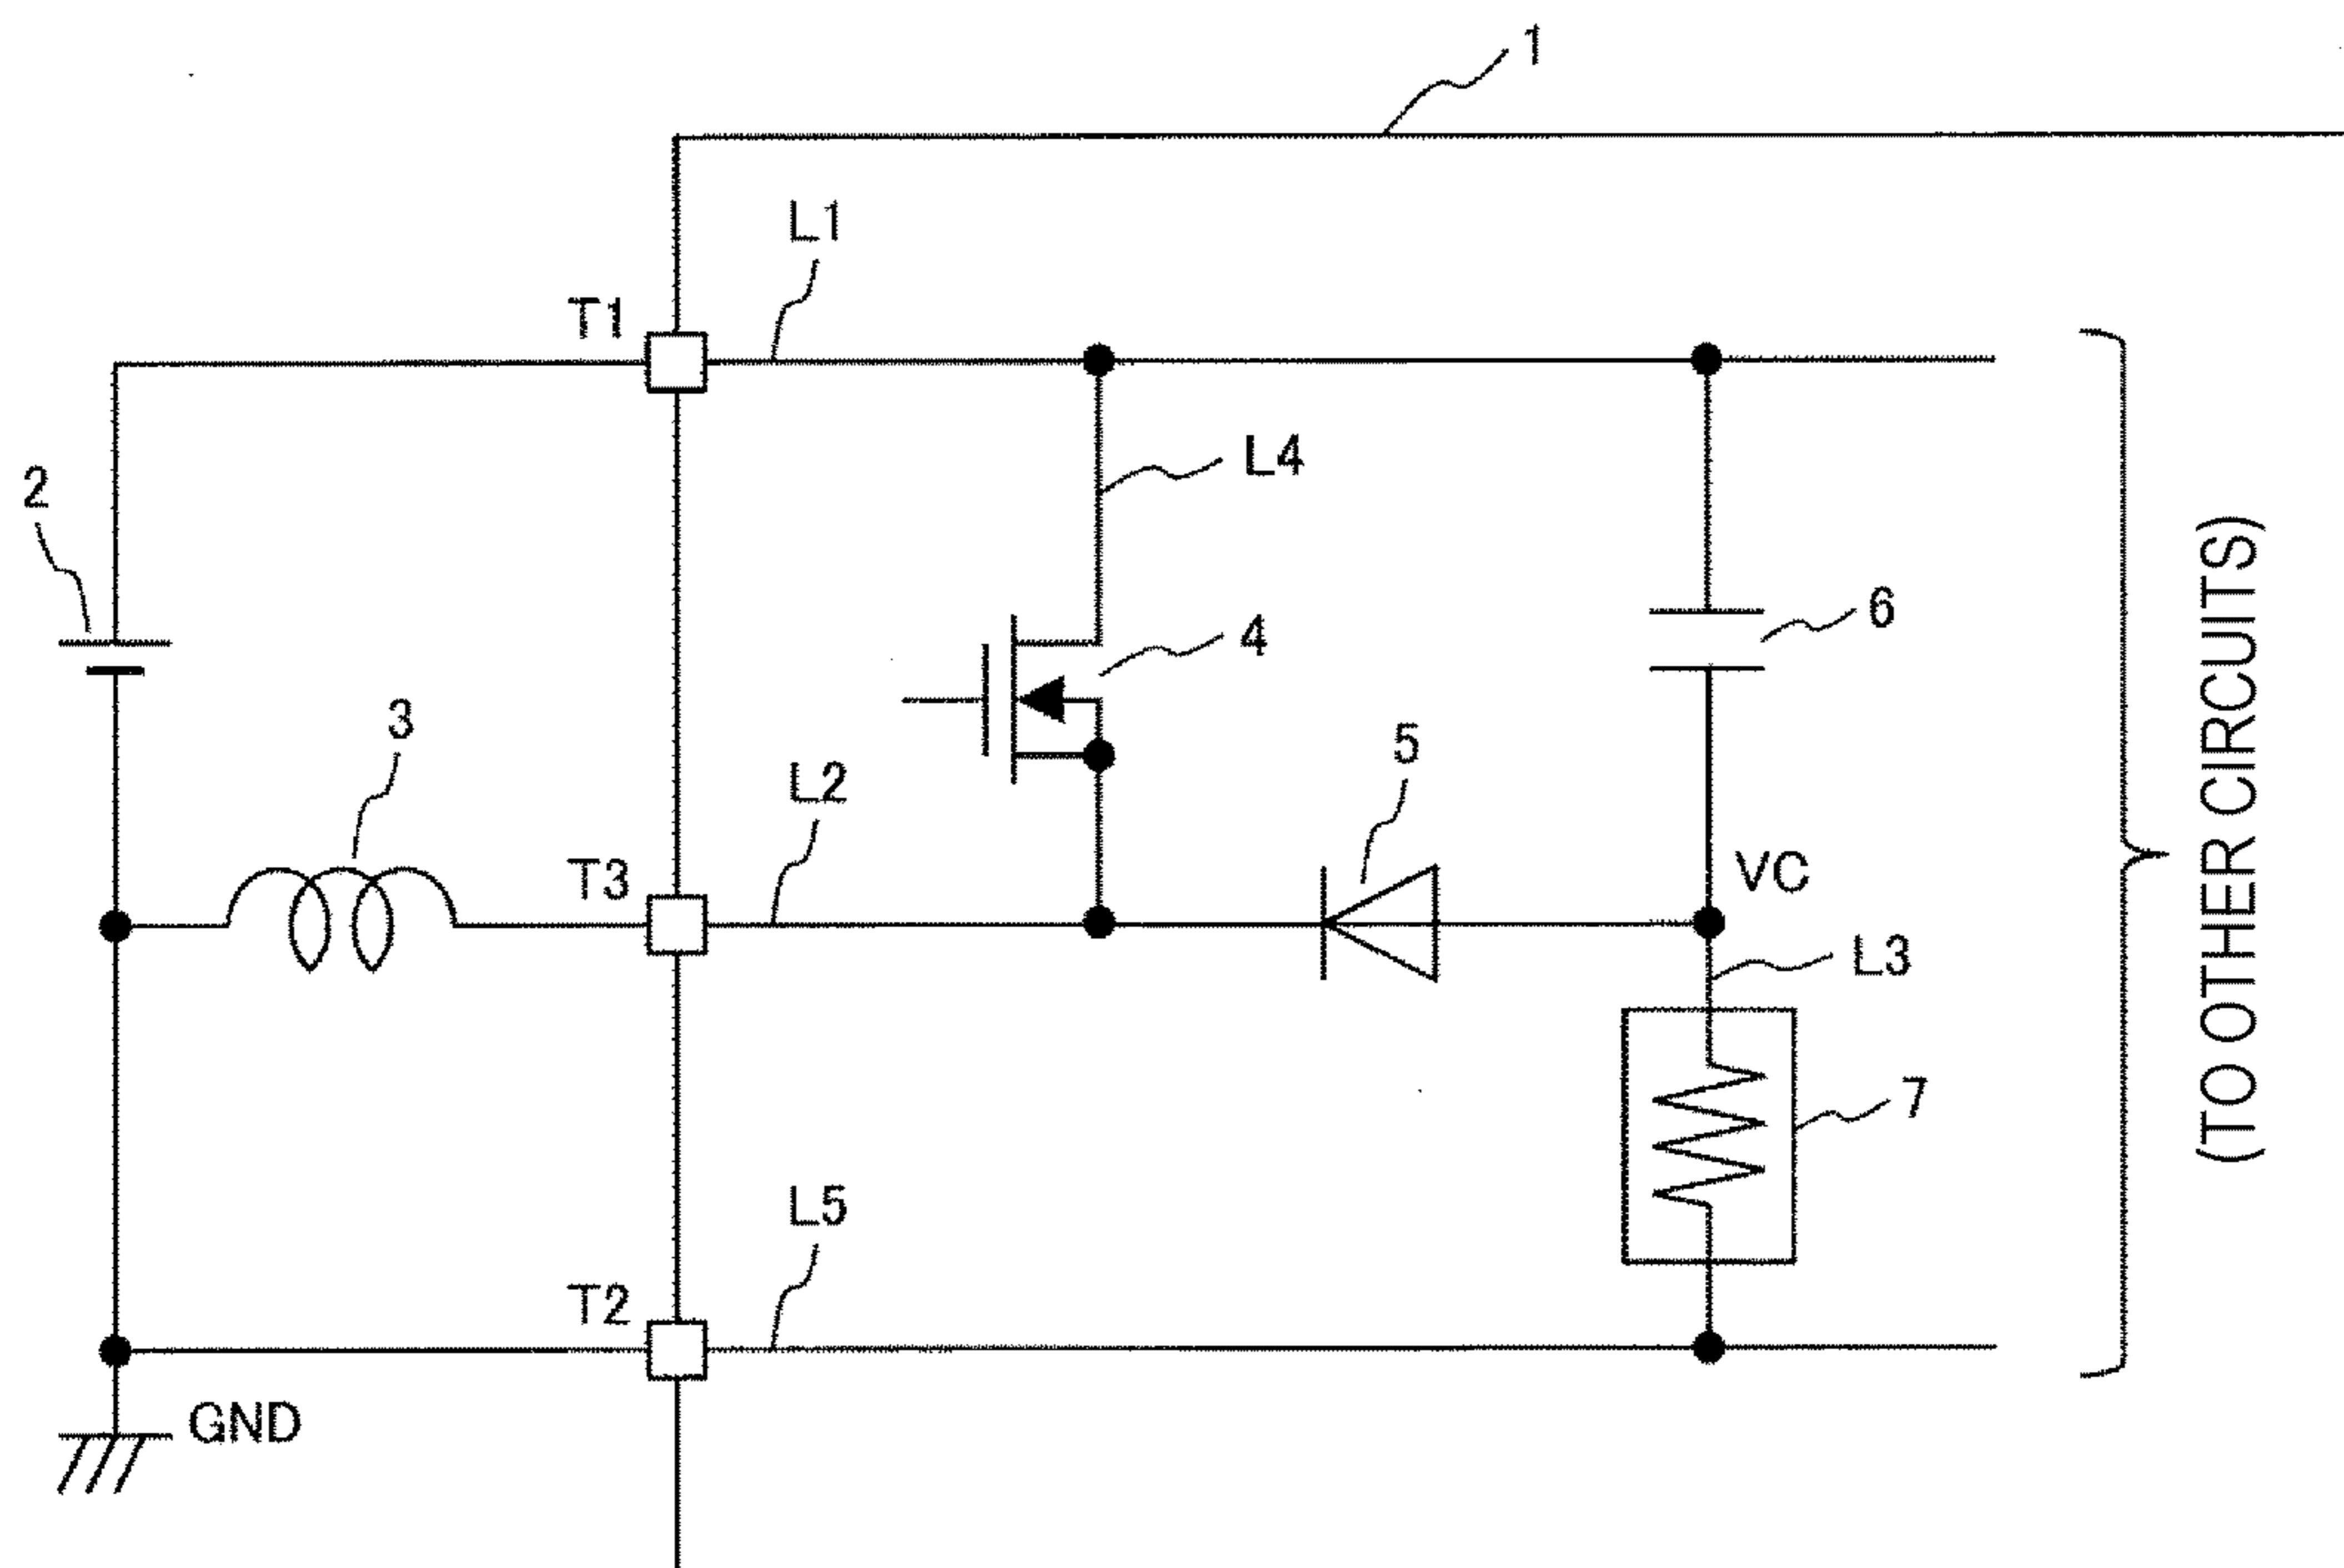 1
L1
T1
L4
2
6
4
3
5
L2
T3
VC
L3
7
L5
T2
GND
(TO OTHER CIRCUITS)